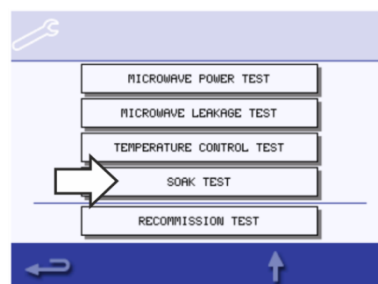 MICROWAVE POWER TEST
MICROWAVE LEAKAGE TEST
TEMPERATURE CONTROL TEST
SOAK TEST
RECOMMISSION TEST